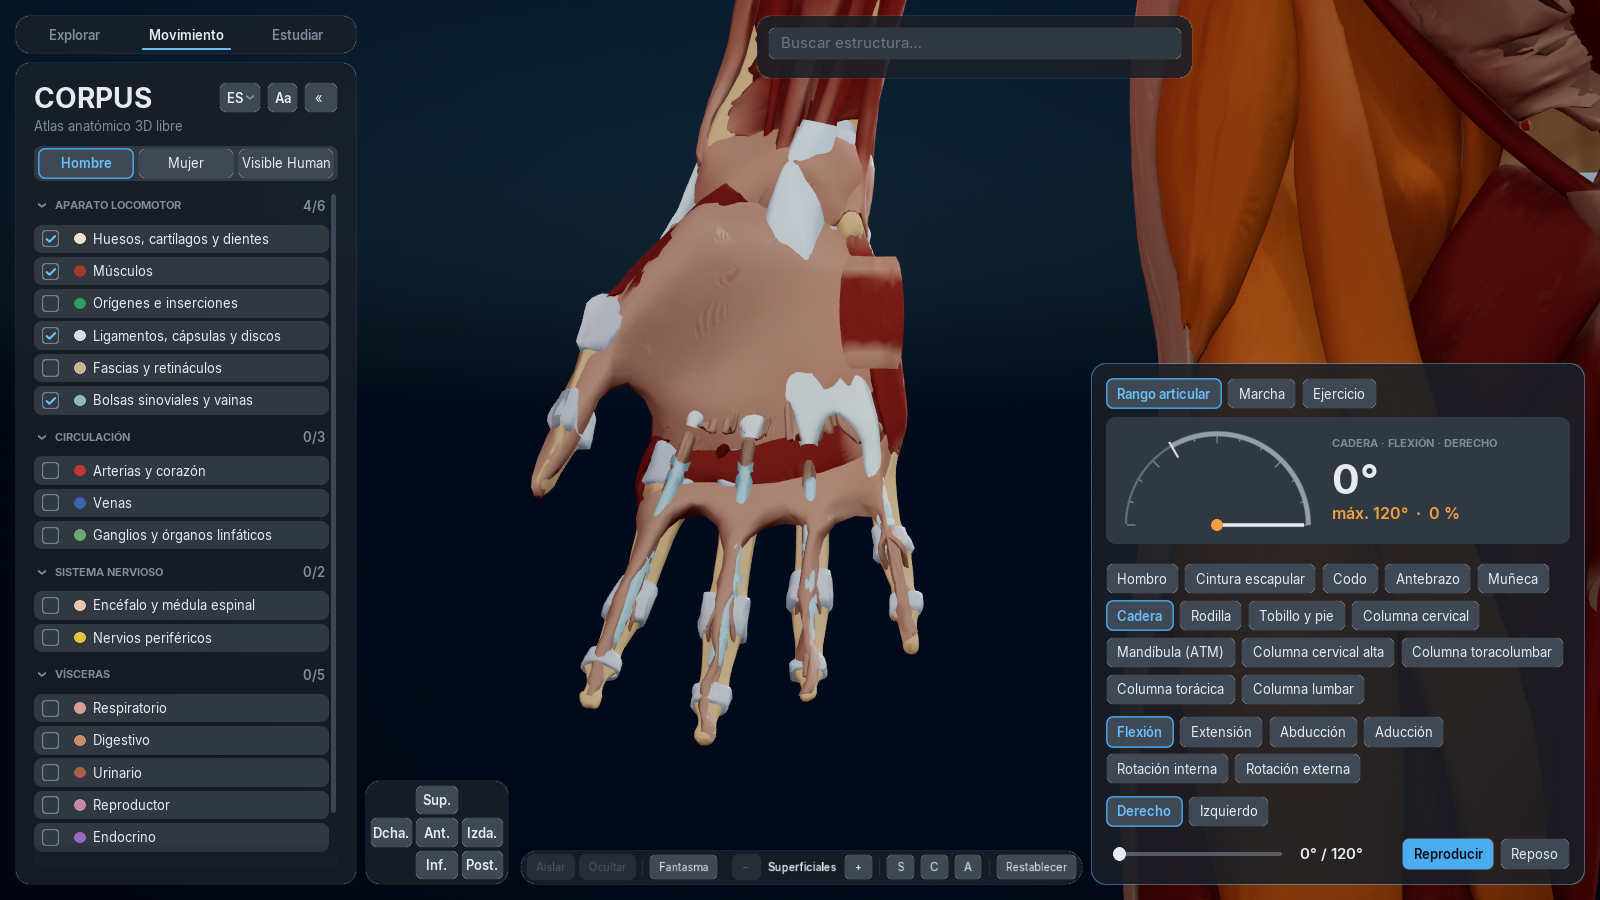 Explorar
Movimiento
Estudiar
Buscar estructura...
CORPUS
ES
Aa
«
Atlas anatómico 3D libre
Hombre
Mujer
Visible Human
APARATO LOCOMOTOR 4/6
Huesos, cartílagos y dientes
Músculos
Orígenes e inserciones
Ligamentos, cápsulas y discos
Fascias y retináculos
Bolsas sinoviales y vainas
CIRCULACIÓN 0/3
Arterias y corazón
Venas
Ganglios y órganos linfáticos
SISTEMA NERVIOSO 0/2
Encéfalo y médula espinal
Nervios periféricos
VÍSCERAS 0/5
Respiratorio
Digestivo
Urinario
Reproductor
Endocrino
Sup.
Dcha. Ant. Izda.
Inf. Post.
Aislar Ocultar Fantasma − Superficiales + S C A Restablecer
Rango articular Marcha Ejercicio
CADERA · FLEXIÓN · DERECHO
0°
máx. 120° · 0 %
Hombro Cintura escapular Codo Antebrazo Muñeca
Cadera Rodilla Tobillo y pie Columna cervical
Mandíbula (ATM) Columna cervical alta Columna toracolumbar
Columna torácica Columna lumbar
Flexión Extensión Abducción Aducción
Rotación interna Rotación externa
Derecho Izquierdo
0° / 120° Reproducir Reposo